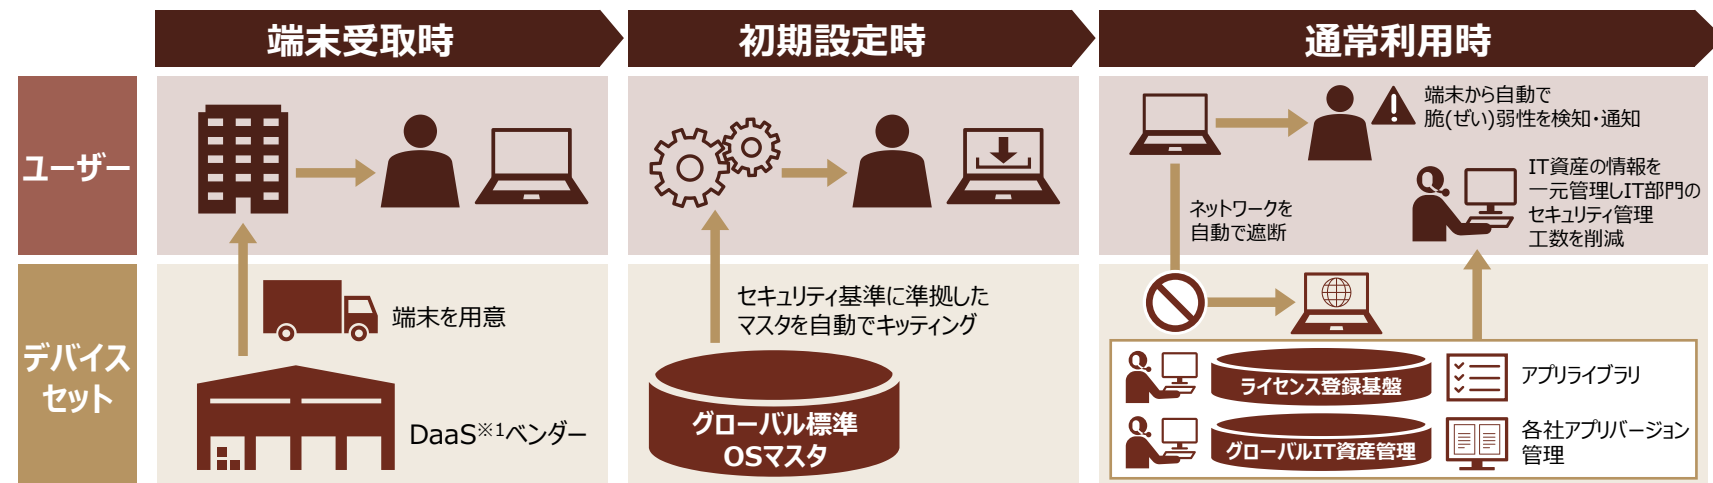 端末受取時
初期設定時
通常利用時
ユーザー
端末から自動で
脆(ぜい)弱性を検知・通知
IT資産の情報を
一元管理しIT部門の
セキュリティ管理
工数を削減
ネットワークを
自動で遮断
デバイス
セット
端末を用意
DaaS※1ベンダー
セキュリティ基準に準拠した
マスタを自動でキッティング
グローバル標準
OSマスタ
ライセンス登録基盤
アプリライブラリ
グローバルIT資産管理
各社アプリバージョン
管理